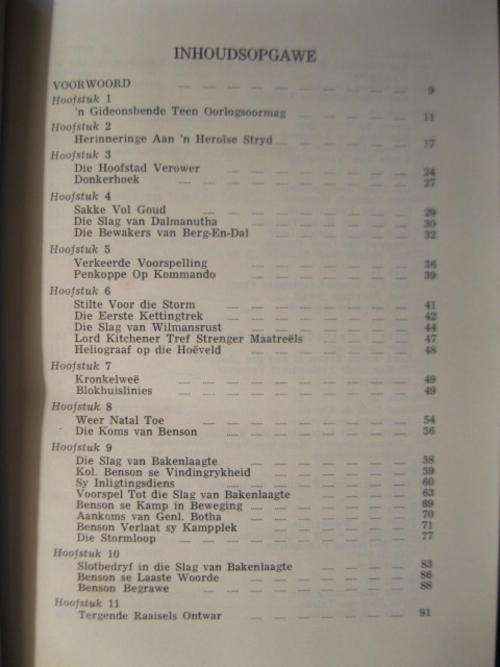 INHOUDSOPGAWE
VOORWOORD 9
Hoofstuk 1
'n Gideonsbende Teen Oorlogsoormag 11
Hoofstuk 2
Herinneringe Aan 'n Heroïse Stryd 17
Hoofstuk 3
Die Hoofstad Verower 24
Donkerhoek 27
Hoofstuk 4
Sakke Vol Goud 29
Die Slag van Dalmanutha 30
Die Bewakers van Berg-En-Dal 32
Hoofstuk 5
Verkeerde Voorspelling 36
Penkoppe Op Kommando 39
Hoofstuk 6
Stilte Voor die Storm 41
Die Eerste Kettingtrek 42
Die Slag van Wilmansrust 44
Lord Kitchener Tref Strenger Maatreëls 47
Heliograaf op die Hoëveld 48
Hoofstuk 7
Kronkelweë 49
Blokhuislinies 49
Hoofstuk 8
Weer Natal Toe 54
Die Koms van Benson 56
Hoofstuk 9
Die Slag van Bakenlaagte 58
Kol. Benson se Vindingrykheid 59
Sy Inligtingsdiens 60
Voorspel Tot die Slag van Bakenlaagte 63
Benson se Kamp in Beweging 69
Aankoms van Genl. Botha 70
Benson Verlaat sy Kampplek 71
Die Stormloop 77
Hoofstuk 10
Slotbedryf in die Slag van Bakenlaagte 83
Benson se Laaste Woorde 86
Benson Begrawe 88
Hoofstuk 11
Tergende Raaisels Ontwar 91